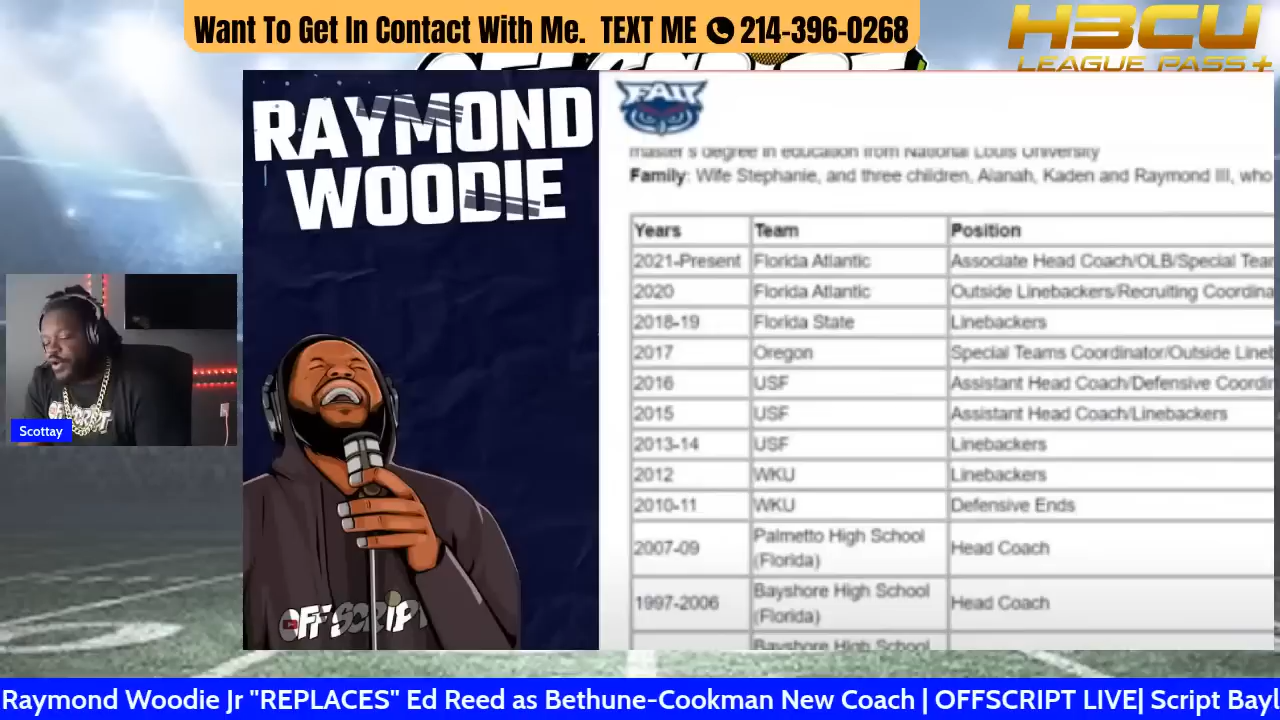 Want To Get In Contact With Me. TEXT ME 214-396-0268
HBCU
LEAGUE PASS+
RAYMOND
WOODIE
FAU
master's degree in education from National Louis University
Family: Wife Stephanie, and three children, Alanah, Kaden and Raymond III, who
Years Team Position
2021-Present Florida Atlantic Associate Head Coach/OLB/Special Tear
2020 Florida Atlantic Outside Linebackers/Recruiting Coordina
2018-19 Florida State Linebackers
2017 Oregon Special Teams Coordinator/Outside Lineb
2016 USF Assistant Head Coach/Defensive Coordin
2015 USF Assistant Head Coach/Linebackers
2013-14 USF Linebackers
2012 WKU Linebackers
2010-11 WKU Defensive Ends
2007-09 Palmetto High School (Florida) Head Coach
1997-2006 Bayshore High School (Florida) Head Coach
Bayshore High School
Scottay
OFFSCRIPT
Raymond Woodie Jr "REPLACES" Ed Reed as Bethune-Cookman New Coach | OFFSCRIPT LIVE| Script Bayl